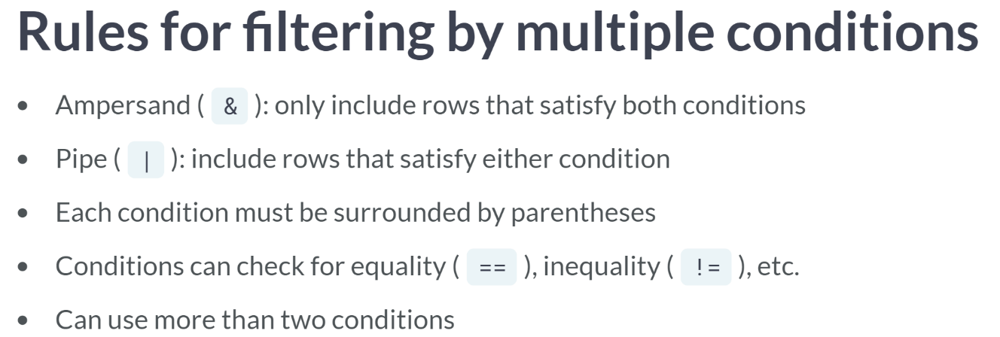 Rules for filtering by multiple conditions
• Ampersand ( & ): only include rows that satisfy both conditions
• Pipe ( | ): include rows that satisfy either condition
• Each condition must be surrounded by parentheses
• Conditions can check for equality ( == ), inequality ( != ), etc.
• Can use more than two conditions